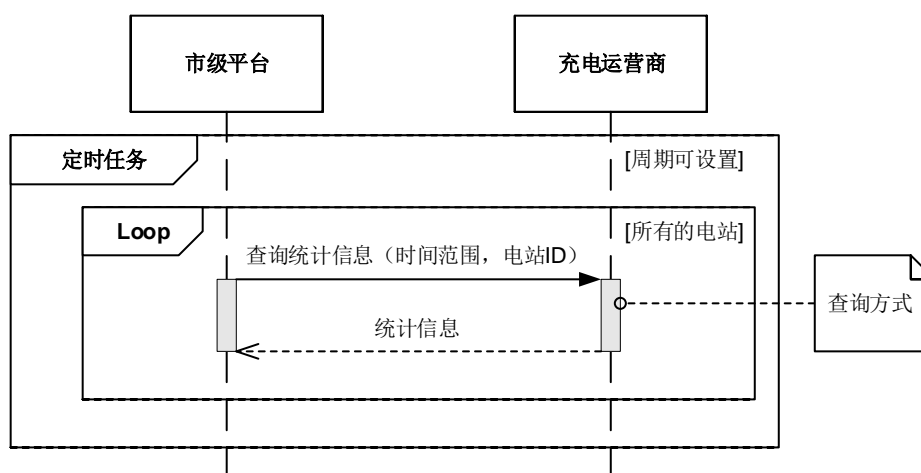 市级平台
充电运营商
定时任务
[周期可设置]
Loop
[所有的电站]
查询统计信息（时间范围，电站ID）
查询方式
统计信息